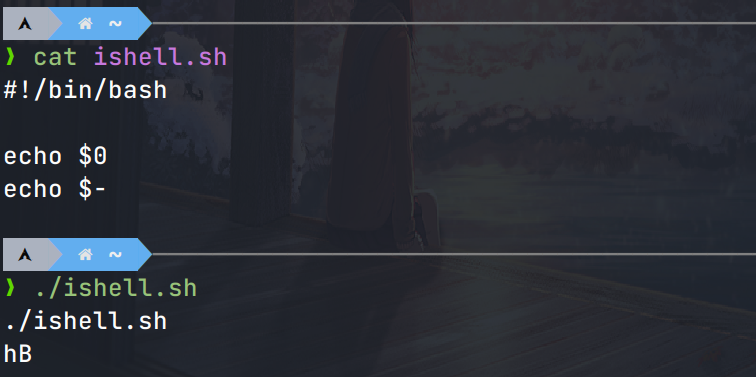 ~
❯ cat ishell.sh
#!/bin/bash
echo $0
echo $-
~
❯ ./ishell.sh
./ishell.sh
hB